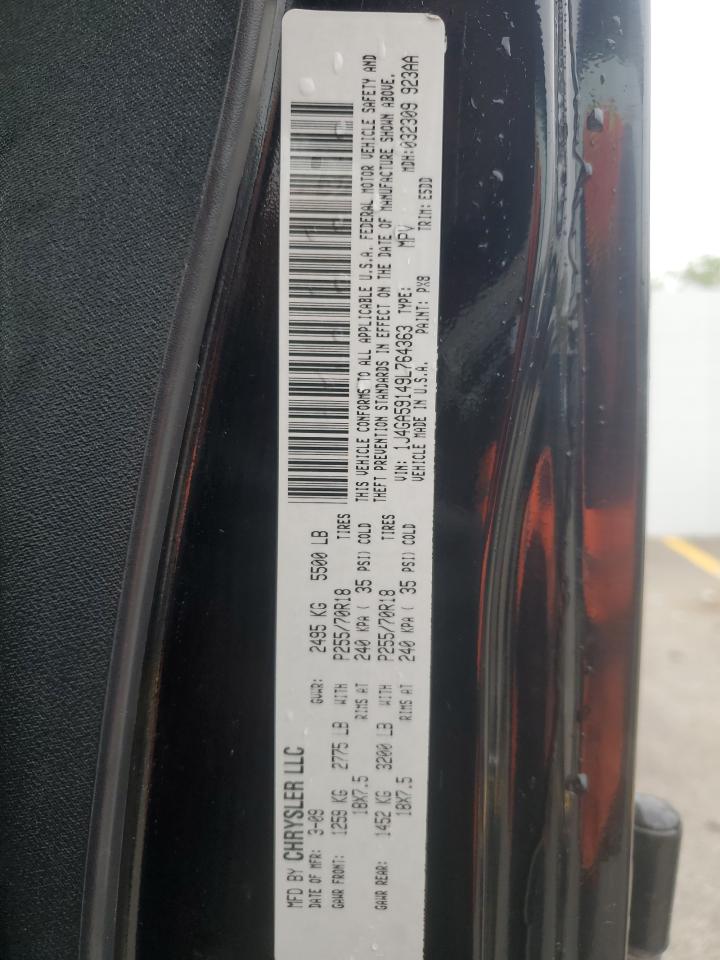 MFD BY CHRYSLER LLC
DATE OF MFR: 3-09 GVWR: 2495 KG 5500 LB
GAWR FRONT: 1259 KG 2775 LB WITH P255/70R18 TIRES
18X7.5 RIMS AT 240 KPA ( 35 PSI) COLD
GAWR REAR: 1452 KG 3200 LB WITH P255/70R18 TIRES
18X7.5 RIMS AT 240 KPA ( 35 PSI) COLD
THIS VEHICLE CONFORMS TO ALL APPLICABLE U.S.A. FEDERAL MOTOR VEHICLE SAFETY AND
THEFT PREVENTION STANDARDS IN EFFECT ON THE DATE OF MANUFACTURE SHOWN ABOVE.
VIN: 1J4GA59149L764363 TYPE: MPV MDH:032309 923AA
VEHICLE MADE IN U.S.A. PAINT: PX8 TRIM: E5DD